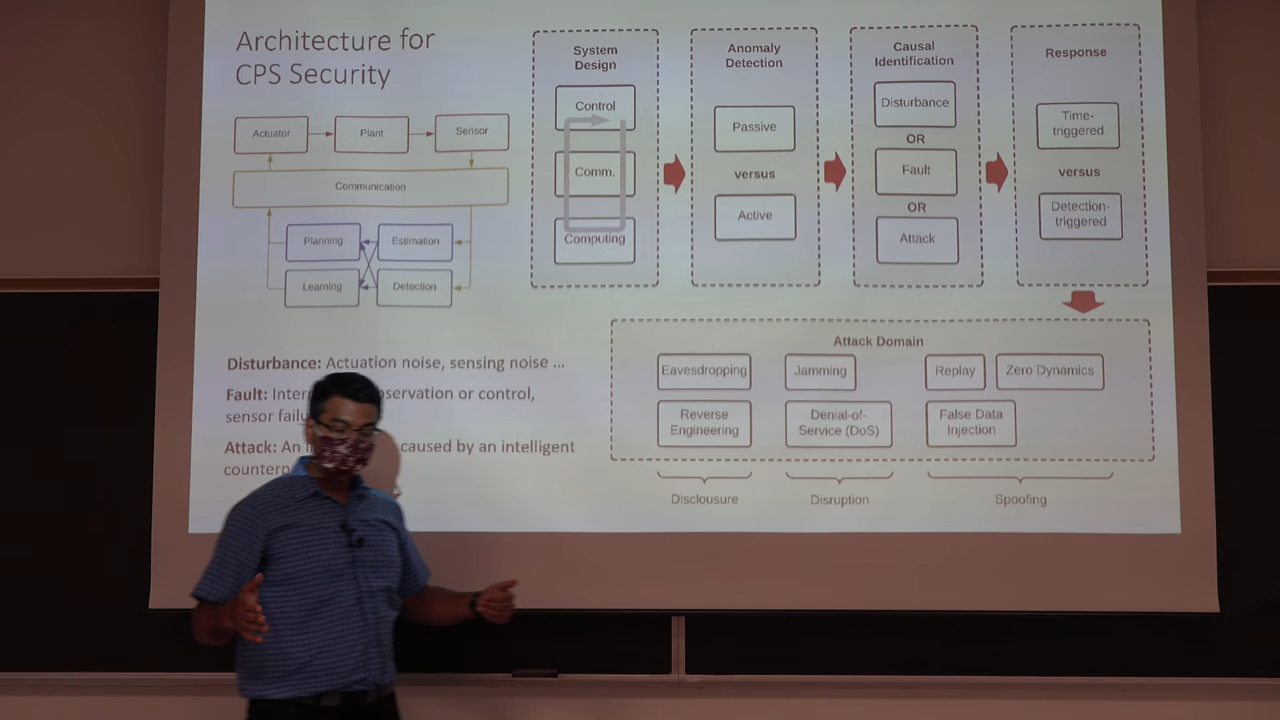 Architecture for
CPS Security
Actuator
Plant
Sensor
Communication
Planning
Estimation
Learning
Detection
Disturbance: Actuation noise, sensing noise ...
Fault: servation or control,
sensor
Attack: An caused by an intelligent
System
Design
Control
Comm.
Computing
Anomaly
Detection
Passive
versus
Active
Causal
Identification
Disturbance
OR
Fault
OR
Attack
Response
Time-
triggered
versus
Detection-
triggered
Attack Domain
Eavesdropping
Jamming
Replay
Zero Dynamics
Reverse
Engineering
Denial-of-
Service (DoS)
False Data
Injection
Disclousure
Disruption
Spoofing